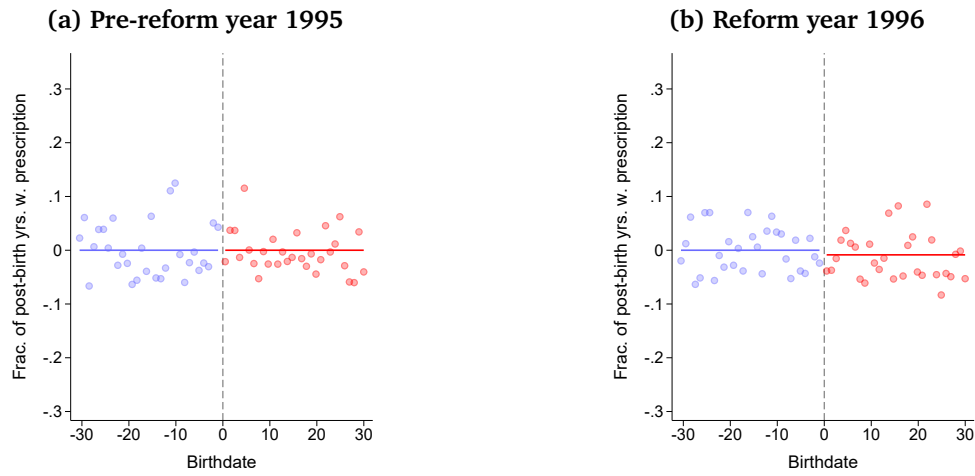 (a) Pre-reform year 1995
Frac. of post-birth yrs. w. prescription
.3
.2
.1
0
-.1
-.2
-.3
-30 -20 -10 0 10 20 30
Birthdate
(b) Reform year 1996
Frac. of post-birth yrs. w. prescription
.3
.2
.1
0
-.1
-.2
-.3
-30 -20 -10 0 10 20 30
Birthdate